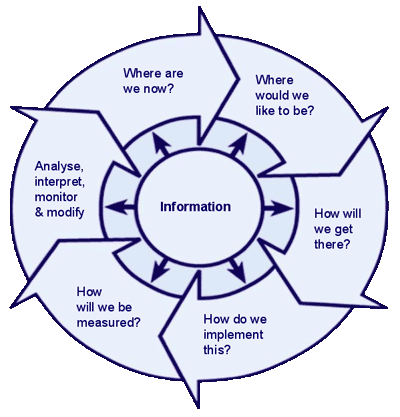 Where are
we now?
Where
would we
like to be?
How will
we get
there?
How do we
implement
this?
How
will we be
measured?
Analyse,
interpret,
monitor
& modify
Information